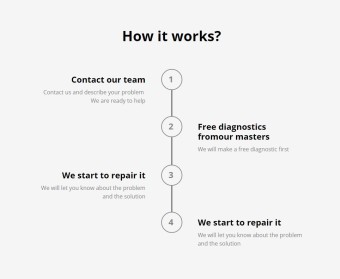 How it works?
1
Contact our team
Contact us and describe your problem
We are ready to help
2
Free diagnostics
fromour masters
We will make a free diagnostic first
3
We start to repair it
We will let you know about the problem
and the solution
4
We start to repair it
We will let you know about the problem
and the solution